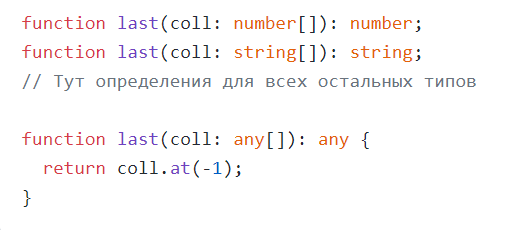 function last(coll: number[]): number;
function last(coll: string[]): string;
// Тут определения для всех остальных типов
function last(coll: any[]): any {
  return coll.at(-1);
}